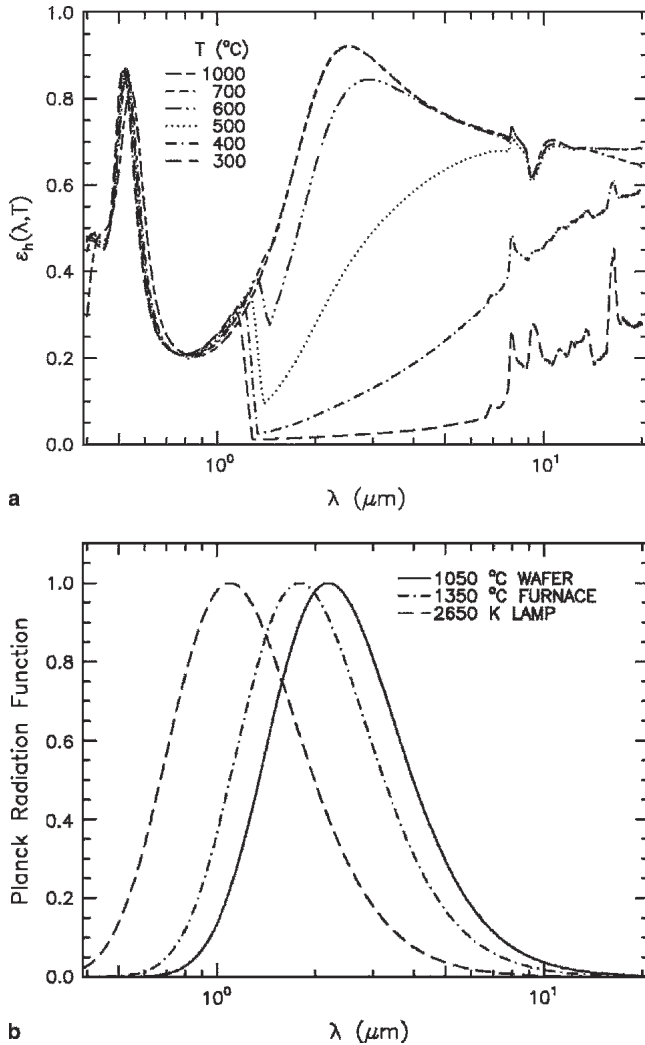 1.0
0.8
0.6
0.4
0.2
0.0
ε_h(λ,T)
T (°C)
1000
700
600
500
400
300
10⁰
10¹
λ (μm)
a
1.0
0.8
0.6
0.4
0.2
0.0
Planck Radiation Function
1050 °C WAFER
1350 °C FURNACE
2650 K LAMP
10⁰
10¹
λ (μm)
b